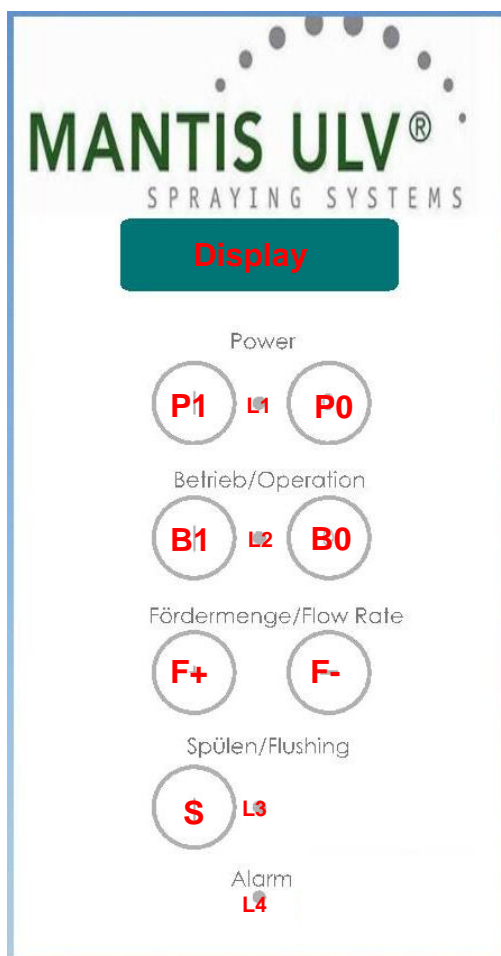 MANTIS ULV®
SPRAYING SYSTEMS
Display
Power
P1 L1 P0
Betrieb/Operation
B1 L2 B0
Fördermenge/Flow Rate
F+ F-
Spülen/Flushing
S L3
Alarm
L4